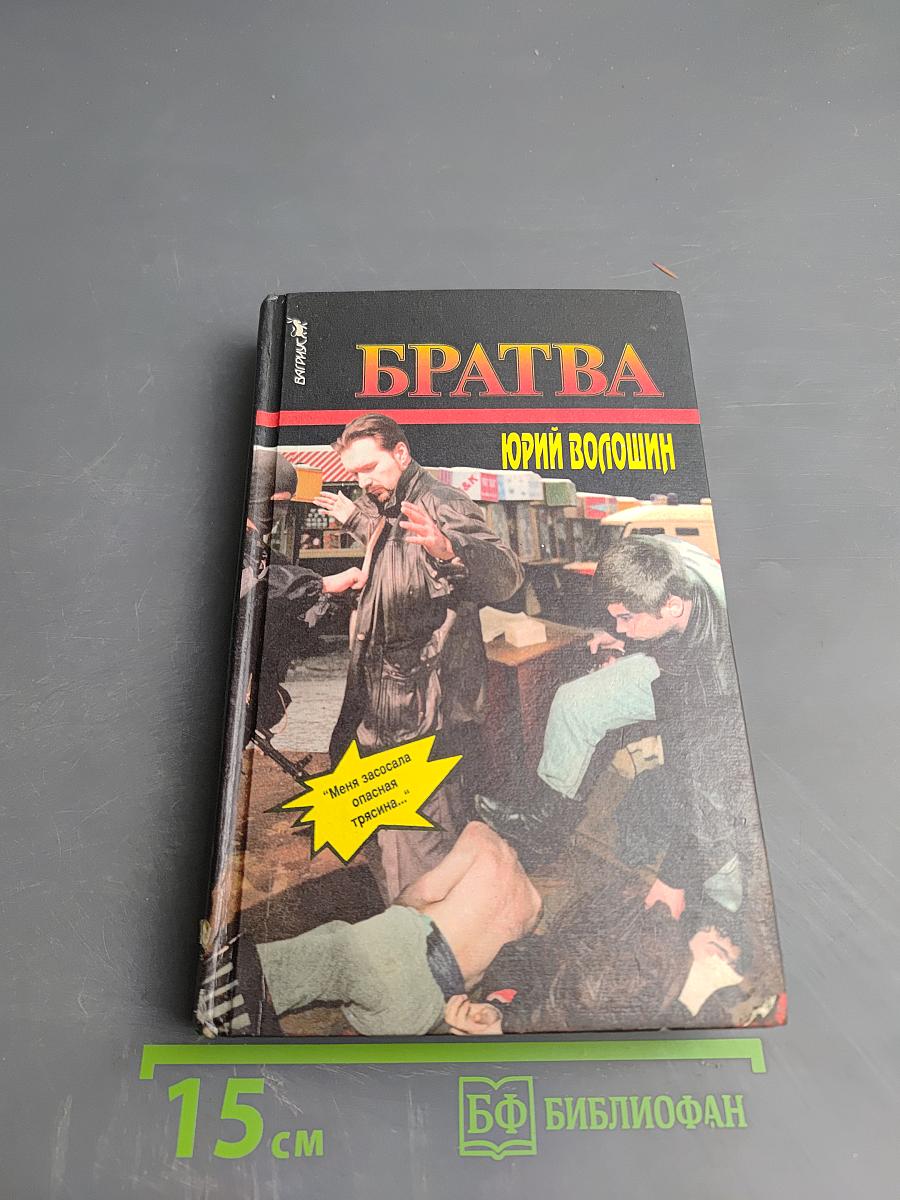 ВАГРИУС
БРАТВА
ЮРИЙ ВОЛОШИН
"Меня засосала
опасная
трясина..."
15 см
БФ БИБЛИОФАН